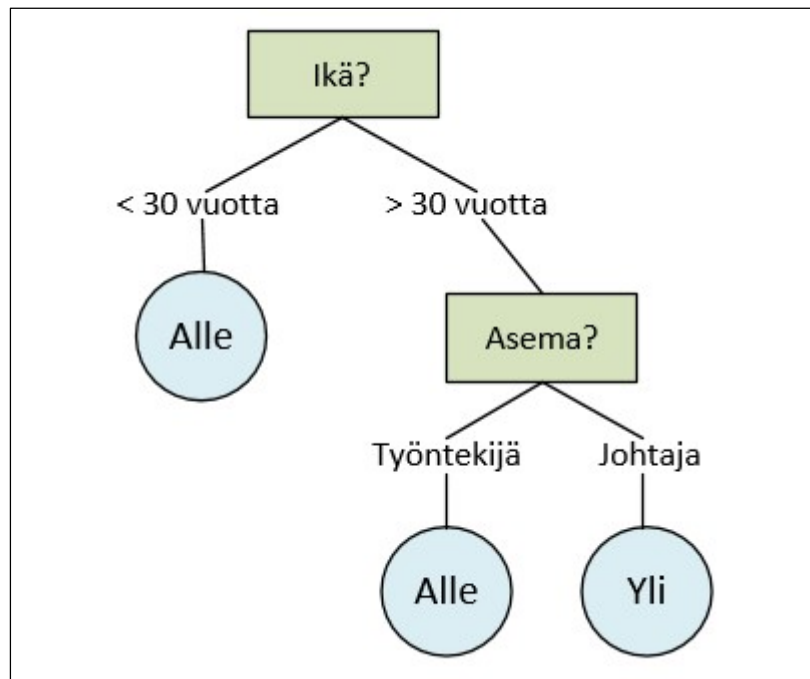 Ikä?
< 30 vuotta
> 30 vuotta
Alle
Asema?
Työntekijä
Johtaja
Alle
Yli